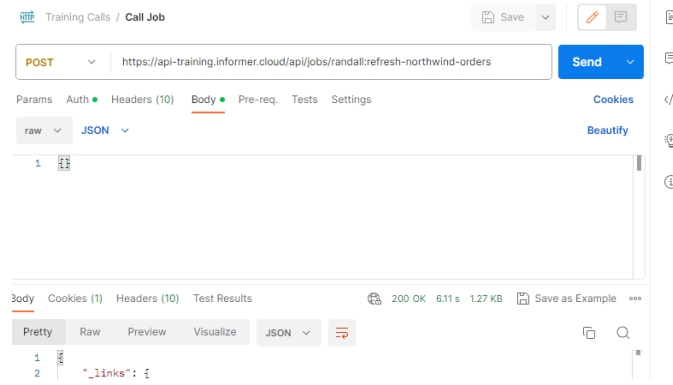 HTTP Training Calls / Call Job Save
POST https://api-training.informer.cloud/api/jobs/randall:refresh-northwind-orders Send
Params Auth Headers (10) Body Pre-req. Tests Settings Cookies
raw JSON Beautify
1 {}
Body Cookies (1) Headers (10) Test Results 200 OK 6.11 s 1.27 KB Save as Example
Pretty Raw Preview Visualize JSON
1 {
2 "_links": {